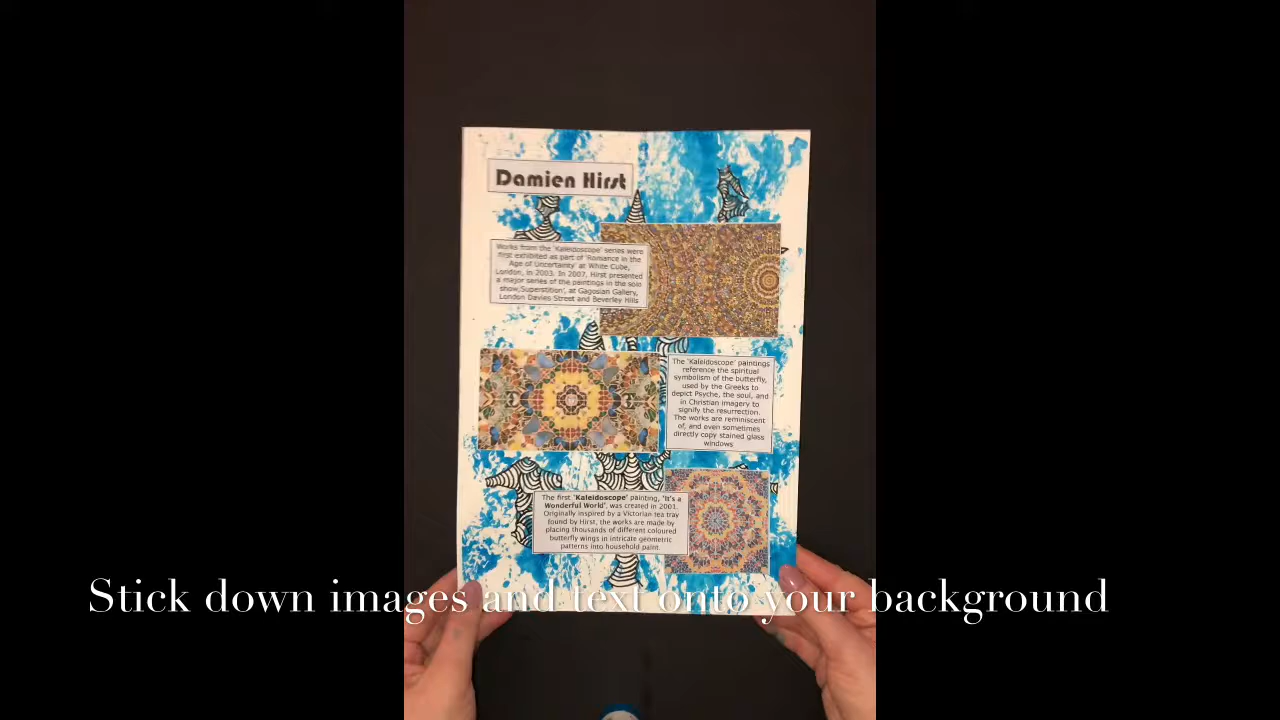 Damien Hirst
Works from the 'Kaleidoscope' series were
first exhibited as part of 'Romance in the
Age of Uncertainty' at White Cube,
London, in 2003. In 2007, Hirst presented
a major series of the paintings in the solo
show,'Superstition', at Gagosian Gallery,
London Davies Street and Beverley Hills
The 'Kaleidoscope' paintings
reference the spiritual
symbolism of the butterfly,
used by the Greeks to
depict Psyche, the soul, and
in Christian imagery to
signify the resurrection.
The works are reminiscent
of, and even sometimes
directly copy stained glass
windows
The first 'Kaleidoscope' painting, 'It's a
Wonderful World', was created in 2001.
Originally inspired by a Victorian tea tray
found by Hirst, the works are made by
placing thousands of different coloured
butterfly wings in intricate geometric
patterns into household paint.
Stick down images and text onto your background